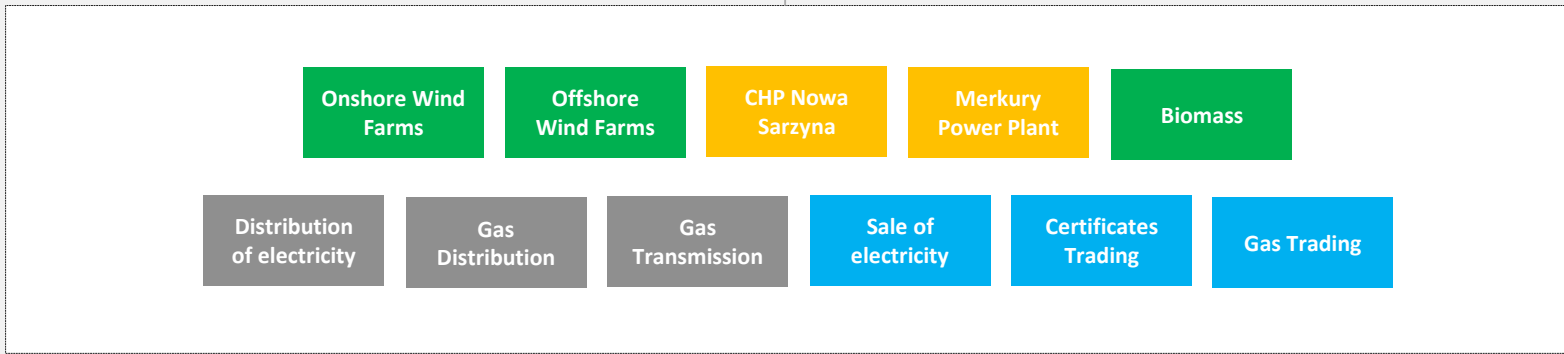 Onshore Wind
Farms
Offshore
Wind Farms
CHP Nowa
Sarzyna
Merkury
Power Plant
Biomass
Distribution
of electricity
Gas
Distribution
Gas
Transmission
Sale of
electricity
Certificates
Trading
Gas Trading